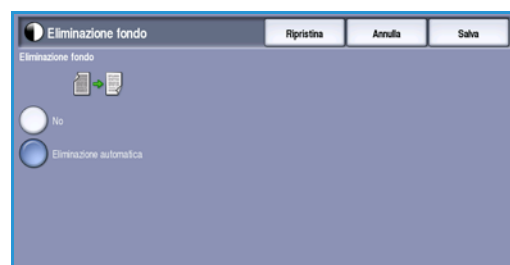 Eliminazione fondo
Ripristina
Annulla
Salva
Eliminazione fondo
No
Eliminazione automatica